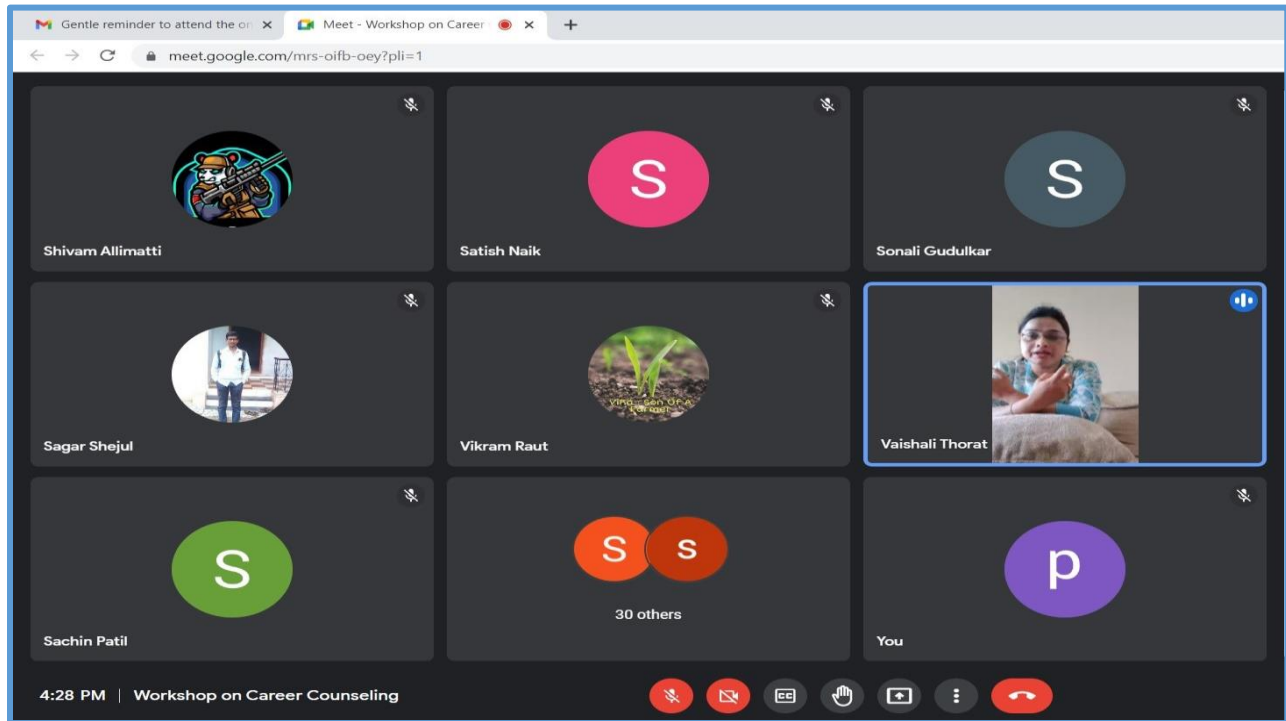 Gentle reminder to attend the on
Meet - Workshop on Career
meet.google.com/mrs-oifb-oey?pli=1
Shivam Allimatti
S
Satish Naik
S
Sonali Gudulkar
Sagar Shejul
Vikram Raut
Vaishali Thorat
S
Sachin Patil
S s
30 others
p
You
4:28 PM | Workshop on Career Counseling
CC